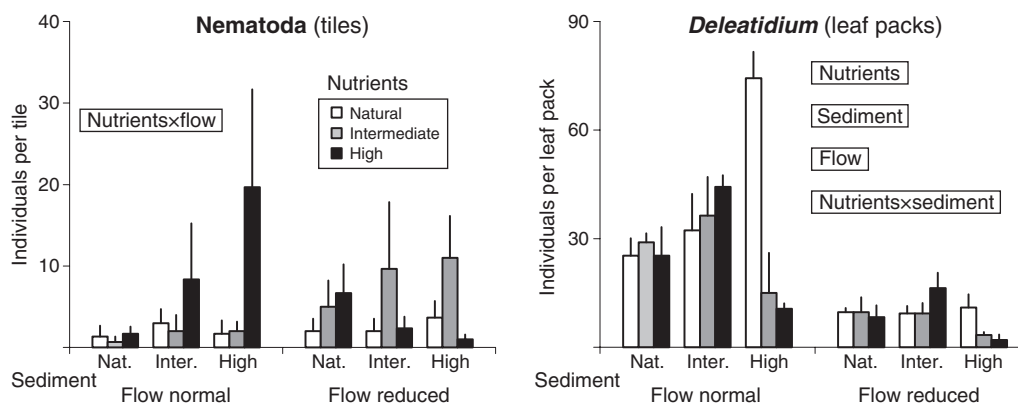 Nematoda (tiles)
Individuals per tile
40
30
20
10
Nutrients×flow
Nutrients
Natural
Intermediate
High
Nat. Inter. High Nat. Inter. High
Sediment
Flow normal Flow reduced
Deleatidium (leaf packs)
Individuals per leaf pack
90
60
30
Nutrients
Sediment
Flow
Nutrients×sediment
Nat. Inter. High Nat. Inter. High
Sediment
Flow normal Flow reduced